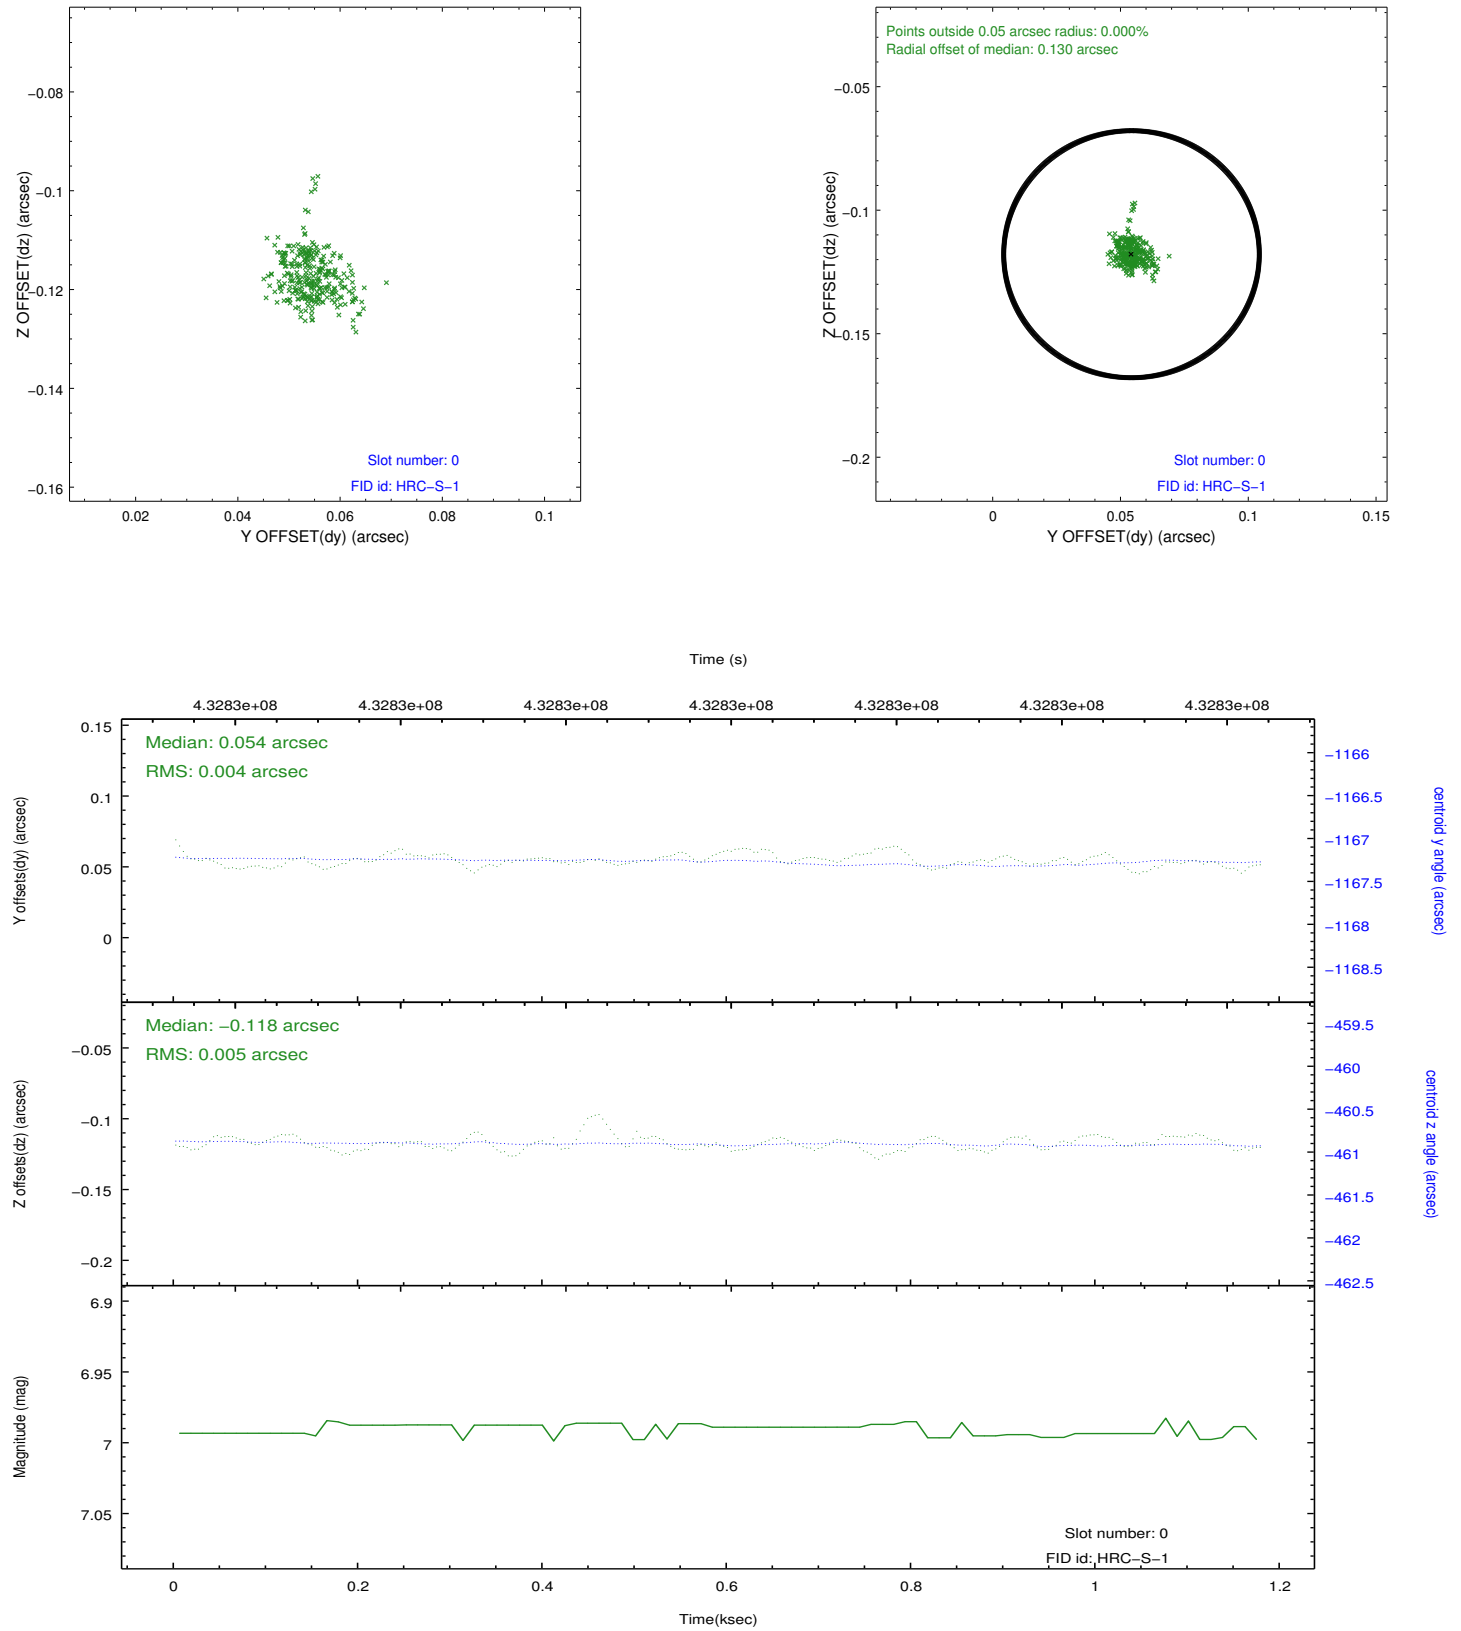 −0.08
−0.1
−0.12
−0.14
−0.16
Z OFFSET(dz) (arcsec)
0.02 0.04 0.06 0.08 0.1
Y OFFSET(dy) (arcsec)
Slot number: 0
FID id: HRC−S−1
Points outside 0.05 arcsec radius: 0.000%
Radial offset of median: 0.130 arcsec
−0.05
−0.1
−0.15
−0.2
Z OFFSET(dz) (arcsec)
0 0.05 0.1 0.15
Y OFFSET(dy) (arcsec)
Slot number: 0
FID id: HRC−S−1
Time (s)
4.3283e+08 4.3283e+08 4.3283e+08 4.3283e+08 4.3283e+08 4.3283e+08 4.3283e+08
Median: 0.054 arcsec
RMS: 0.004 arcsec
0.15
0.1
0.05
0
Y offsets(dy) (arcsec)
−1166
−1166.5
−1167
−1167.5
−1168
−1168.5
centroid y angle (arcsec)
Median: −0.118 arcsec
RMS: 0.005 arcsec
−0.05
−0.1
−0.15
−0.2
Z offsets(dz) (arcsec)
−459.5
−460
−460.5
−461
−461.5
−462
−462.5
centroid z angle (arcsec)
6.9
6.95
7
7.05
Magnitude (mag)
Slot number: 0
FID id: HRC−S−1
0 0.2 0.4 0.6 0.8 1 1.2
Time(ksec)